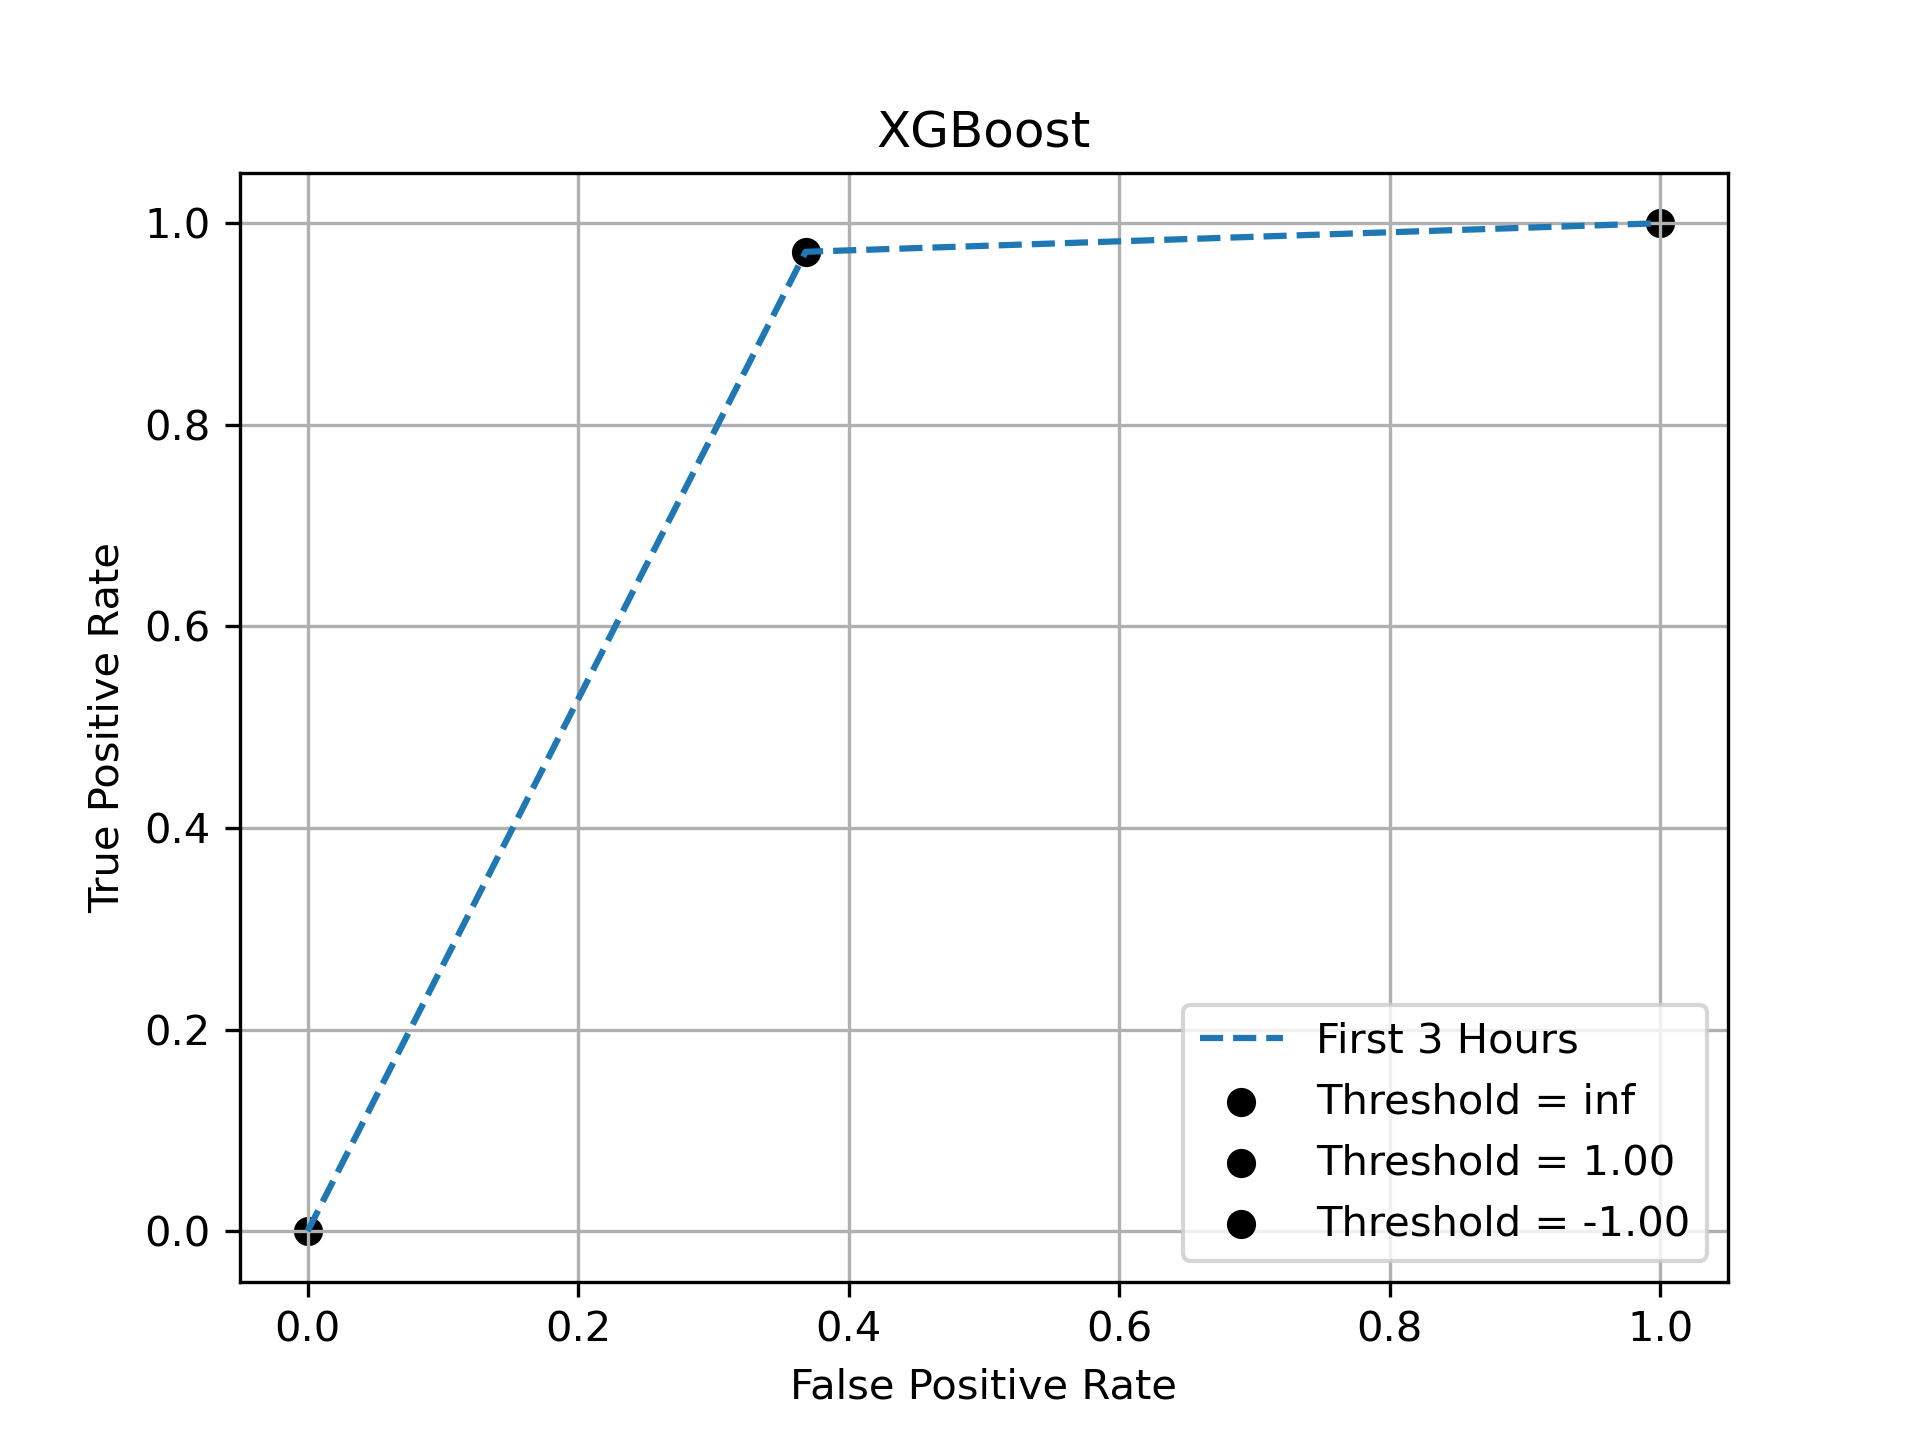 XGBoost
True Positive Rate
1.0
0.8
0.6
0.4
0.2
0.0
First 3 Hours
Threshold = inf
Threshold = 1.00
Threshold = -1.00
0.0 0.2 0.4 0.6 0.8 1.0
False Positive Rate